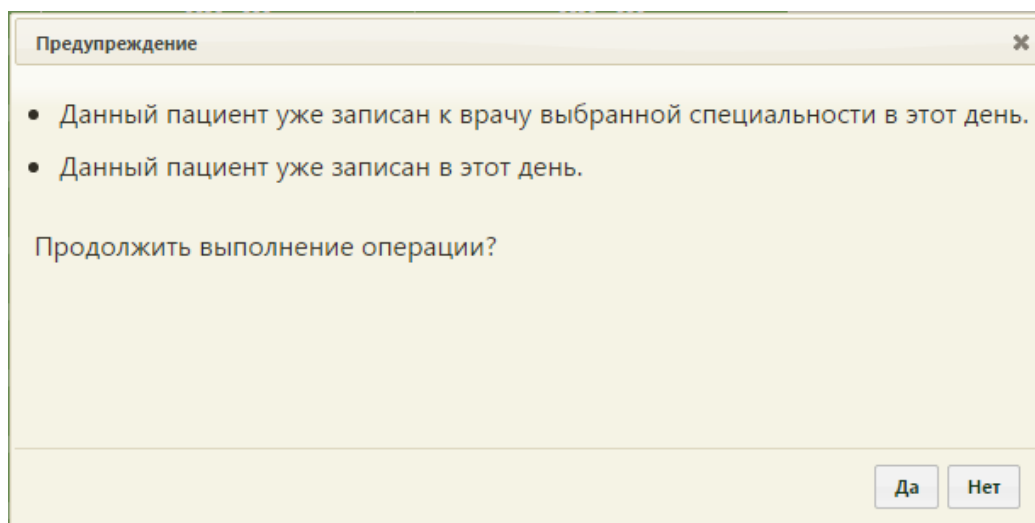 Предупреждение
• Данный пациент уже записан к врачу выбранной специальности в этот день.
• Данный пациент уже записан в этот день.
Продолжить выполнение операции?
Да Нет